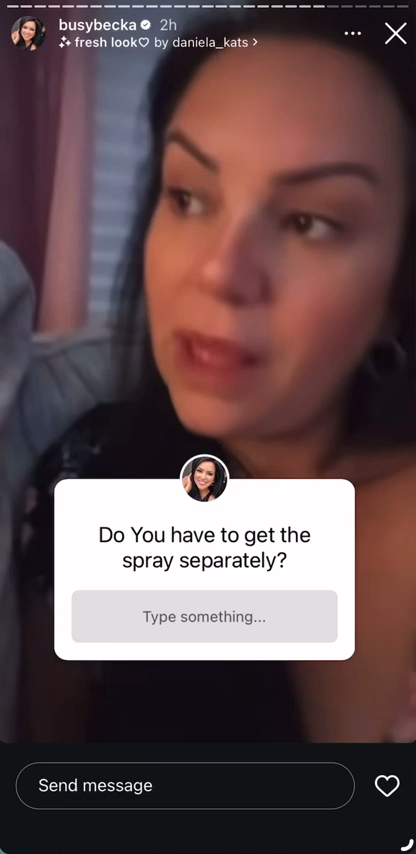 busybecka 2h
fresh look♡ by daniela_kats >
Do You have to get the
spray separately?
Type something...
Send message